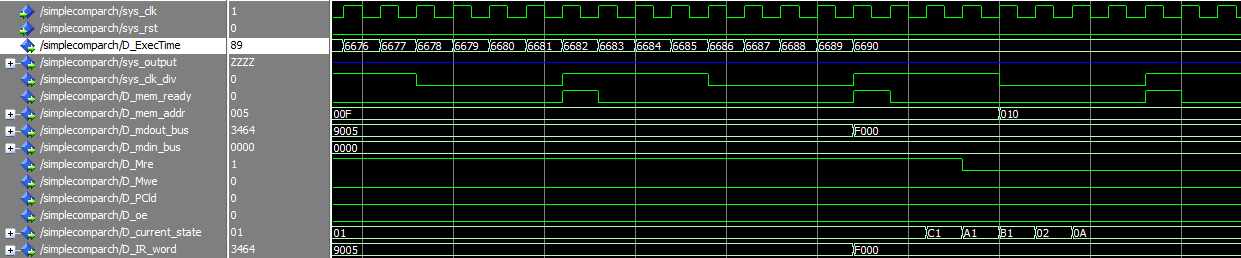 /simplecomparch/sys_clk 1
/simplecomparch/sys_rst 0
/simplecomparch/D_ExecTime 89 6676 6677 6678 6679 6680 6681 6682 6683 6684 6685 6686 6687 6688 6689 6690
/simplecomparch/sys_output ZZZZ
/simplecomparch/sys_clk_div 0
/simplecomparch/D_mem_ready 0
/simplecomparch/D_mem_addr 005 00F 010
/simplecomparch/D_mdout_bus 3464 9005 F000
/simplecomparch/D_mdin_bus 0000 0000
/simplecomparch/D_Mre 1
/simplecomparch/D_Mwe 0
/simplecomparch/D_PCld 0
/simplecomparch/D_oe 0
/simplecomparch/D_current_state 01 01 C1 A1 B1 02 0A
/simplecomparch/D_IR_word 3464 9005 F000